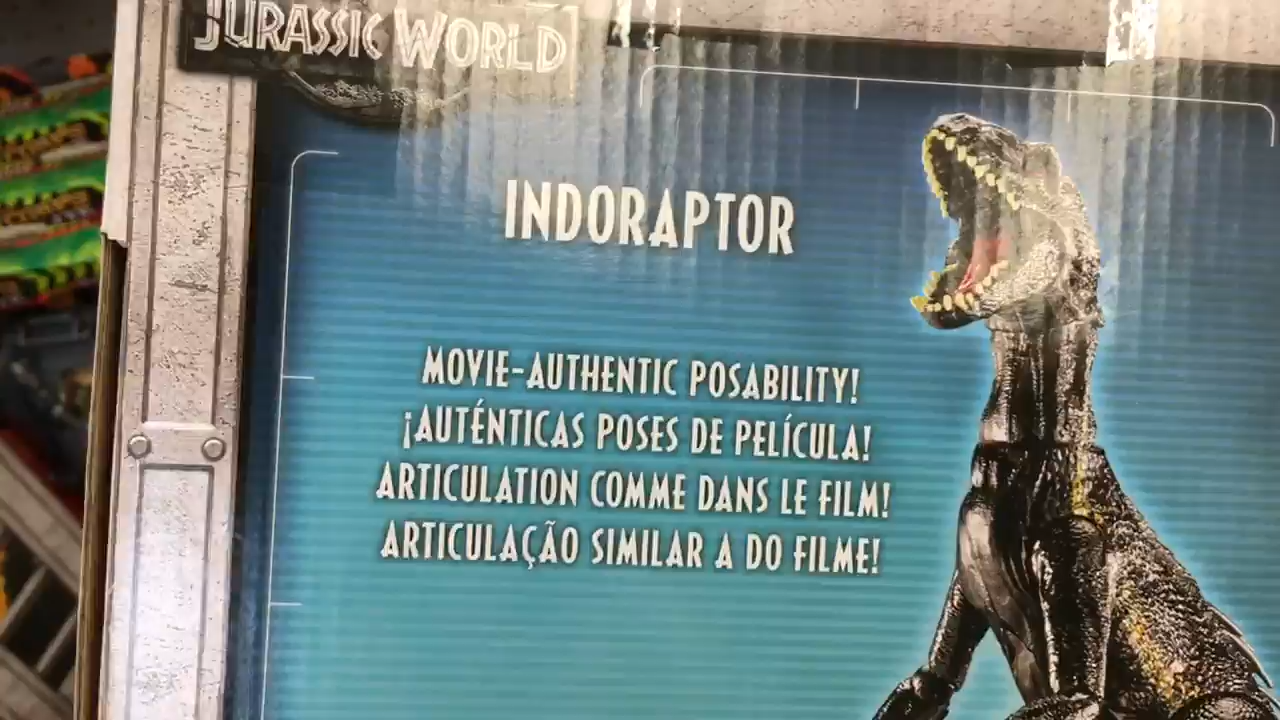 JURASSIC WORLD
INDORAPTOR
MOVIE-AUTHENTIC POSABILITY!
¡AUTÉNTICAS POSES DE PELÍCULA!
ARTICULATION COMME DANS LE FILM!
ARTICULAÇÃO SIMILAR A DO FILME!